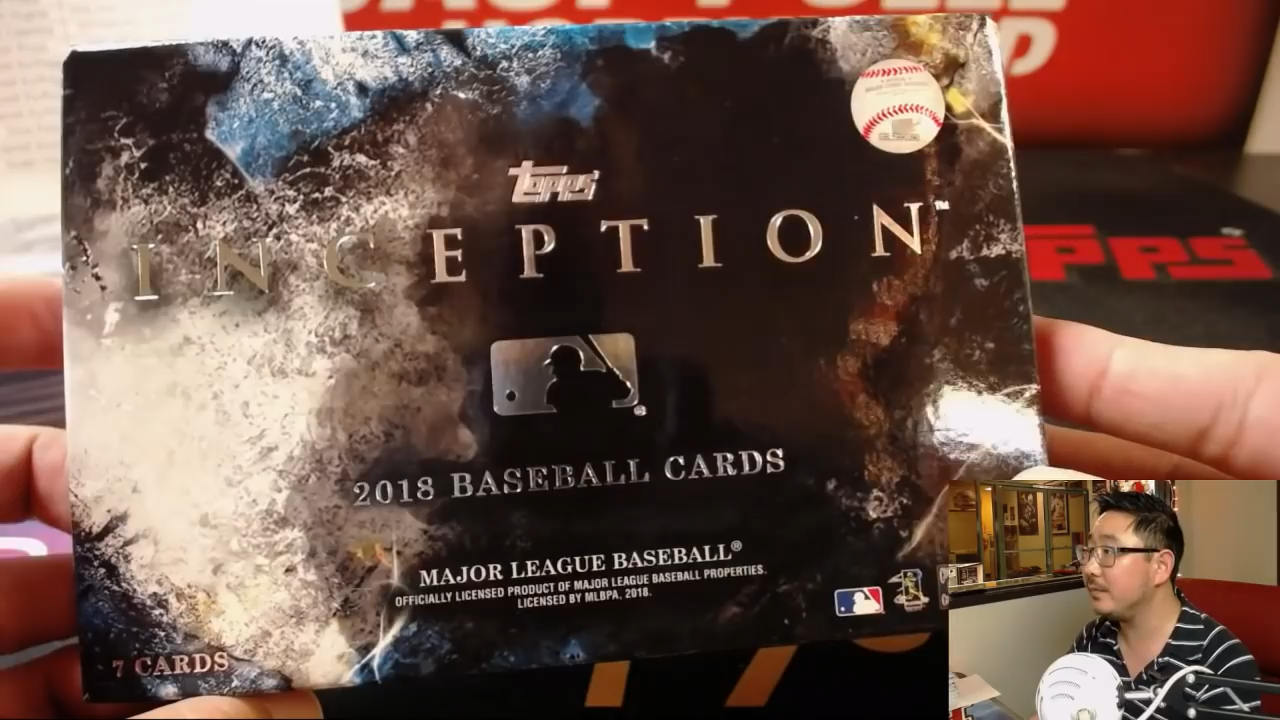 TOPPS
INCEPTION™
2018 BASEBALL CARDS
MAJOR LEAGUE BASEBALL®
OFFICIALLY LICENSED PRODUCT OF MAJOR LEAGUE BASEBALL PROPERTIES.
LICENSED BY MLBPA, 2018.
7 CARDS
PPS